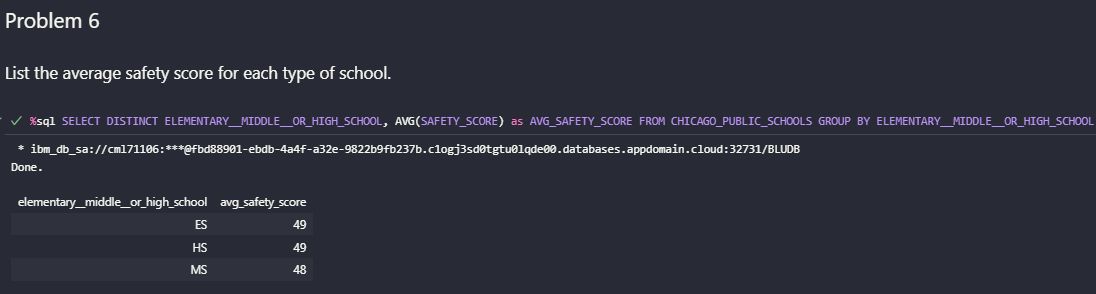 Problem 6
List the average safety score for each type of school.
%sql SELECT DISTINCT ELEMENTARY__MIDDLE__OR_HIGH_SCHOOL, AVG(SAFETY_SCORE) as AVG_SAFETY_SCORE FROM CHICAGO_PUBLIC_SCHOOLS GROUP BY ELEMENTARY__MIDDLE__OR_HIGH_SCHOOL
* ibm_db_sa://cml71106:***@fbd88901-ebdb-4a4f-a32e-9822b9fb237b.c1ogj3sd0tgtu0lqde00.databases.appdomain.cloud:32731/BLUDB
Done.
elementary__middle__or_high_school avg_safety_score
ES 49
HS 49
MS 48